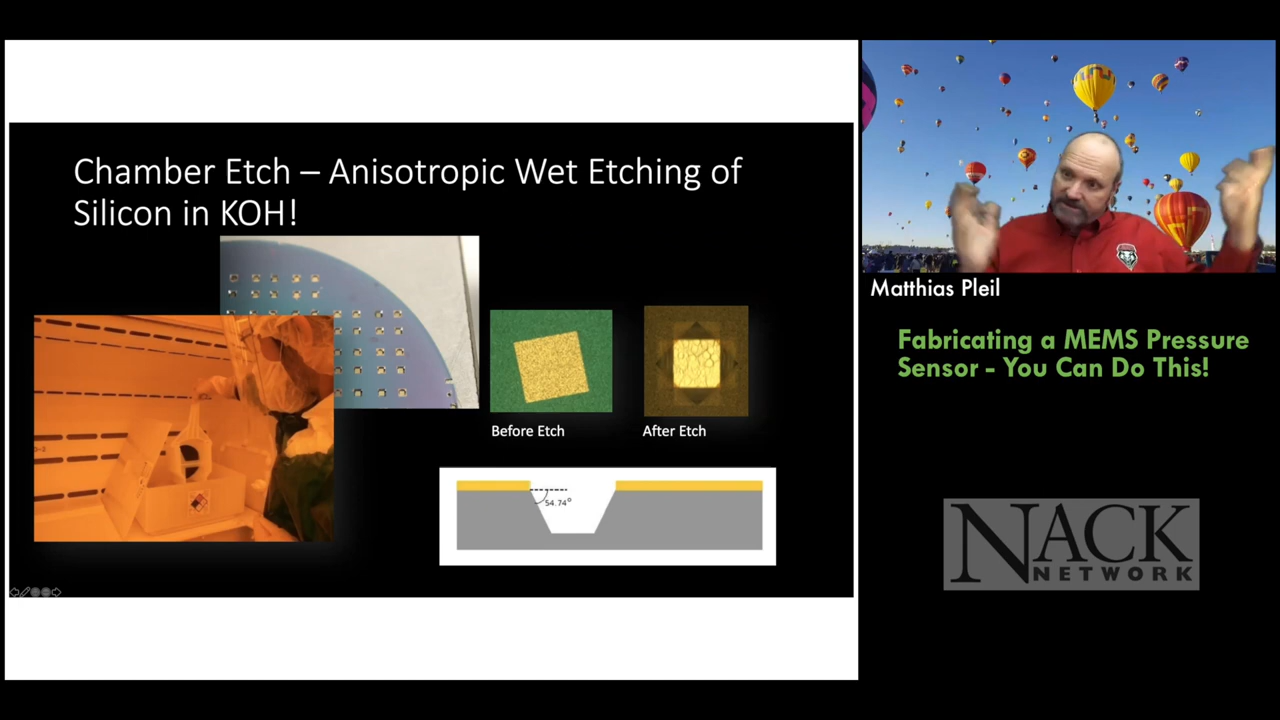 Chamber Etch – Anisotropic Wet Etching of
Silicon in KOH!
Before Etch
After Etch
54.74°
Matthias Pleil
Fabricating a MEMS Pressure
Sensor - You Can Do This!
NACK
NETWORK